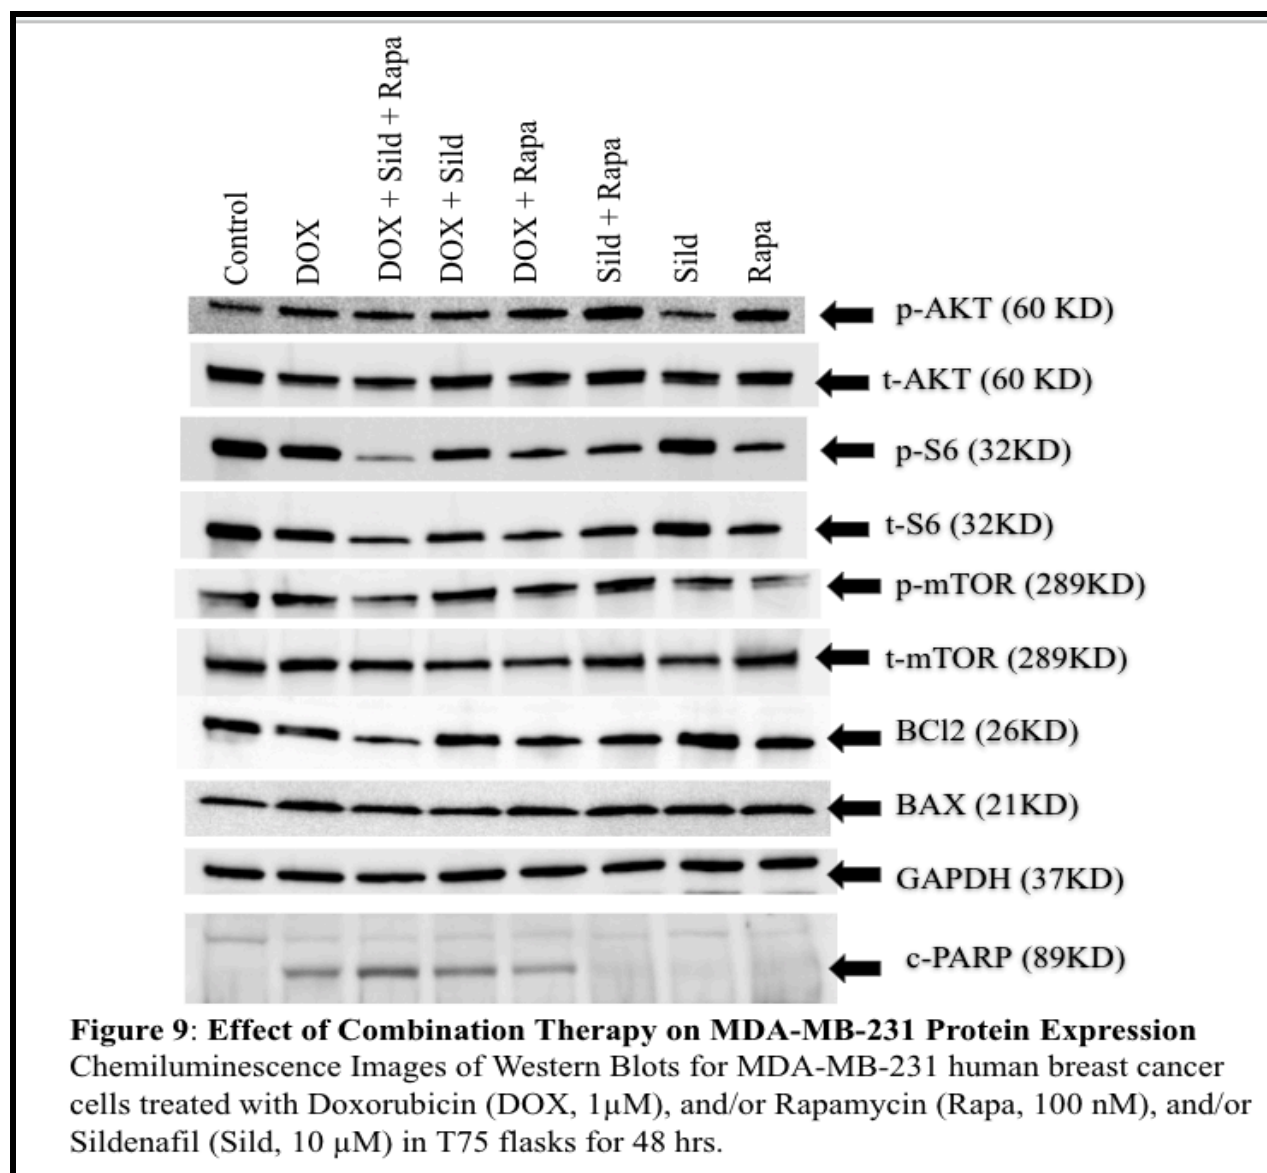 Control
DOX
DOX + Sild + Rapa
DOX + Sild
DOX + Rapa
Sild + Rapa
Sild
Rapa
p-AKT (60 KD)
t-AKT (60 KD)
p-S6 (32KD)
t-S6 (32KD)
p-mTOR (289KD)
t-mTOR (289KD)
BCl2 (26KD)
BAX (21KD)
GAPDH (37KD)
c-PARP (89KD)
Figure 9: Effect of Combination Therapy on MDA-MB-231 Protein Expression
Chemiluminescence Images of Western Blots for MDA-MB-231 human breast cancer
cells treated with Doxorubicin (DOX, 1µM), and/or Rapamycin (Rapa, 100 nM), and/or
Sildenafil (Sild, 10 µM) in T75 flasks for 48 hrs.